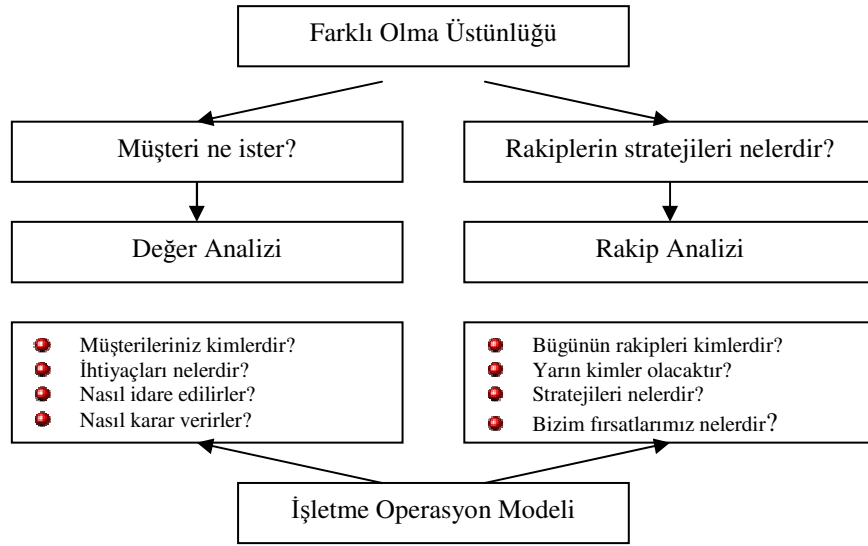 Farklı Olma Üstünlüğü
Müşteri ne ister?
Rakiplerin stratejileri nelerdir?
Değer Analizi
Rakip Analizi
Müşterileriniz kimlerdir?
İhtiyaçları nelerdir?
Nasıl idare edilirler?
Nasıl karar verirler?
Bügünün rakipleri kimlerdir?
Yarın kimler olacaktır?
Stratejileri nelerdir?
Bizim fırsatlarımız nelerdir?
İşletme Operasyon Modeli